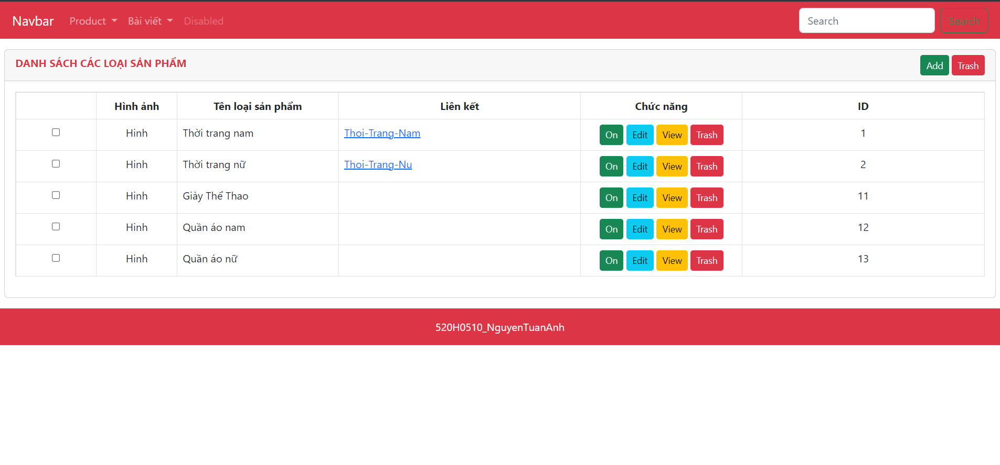 Navbar Product Bài viết Disabled Search Search
DANH SÁCH CÁC LOẠI SẢN PHẨM Add Trash
Hình ảnh Tên loại sản phẩm Liên kết Chức năng ID
Hinh Thời trang nam Thoi-Trang-Nam On Edit View Trash 1
Hinh Thời trang nữ Thoi-Trang-Nu On Edit View Trash 2
Hinh Giày Thể Thao On Edit View Trash 11
Hinh Quần áo nam On Edit View Trash 12
Hinh Quần áo nữ On Edit View Trash 13
520H0510_NguyenTuanAnh